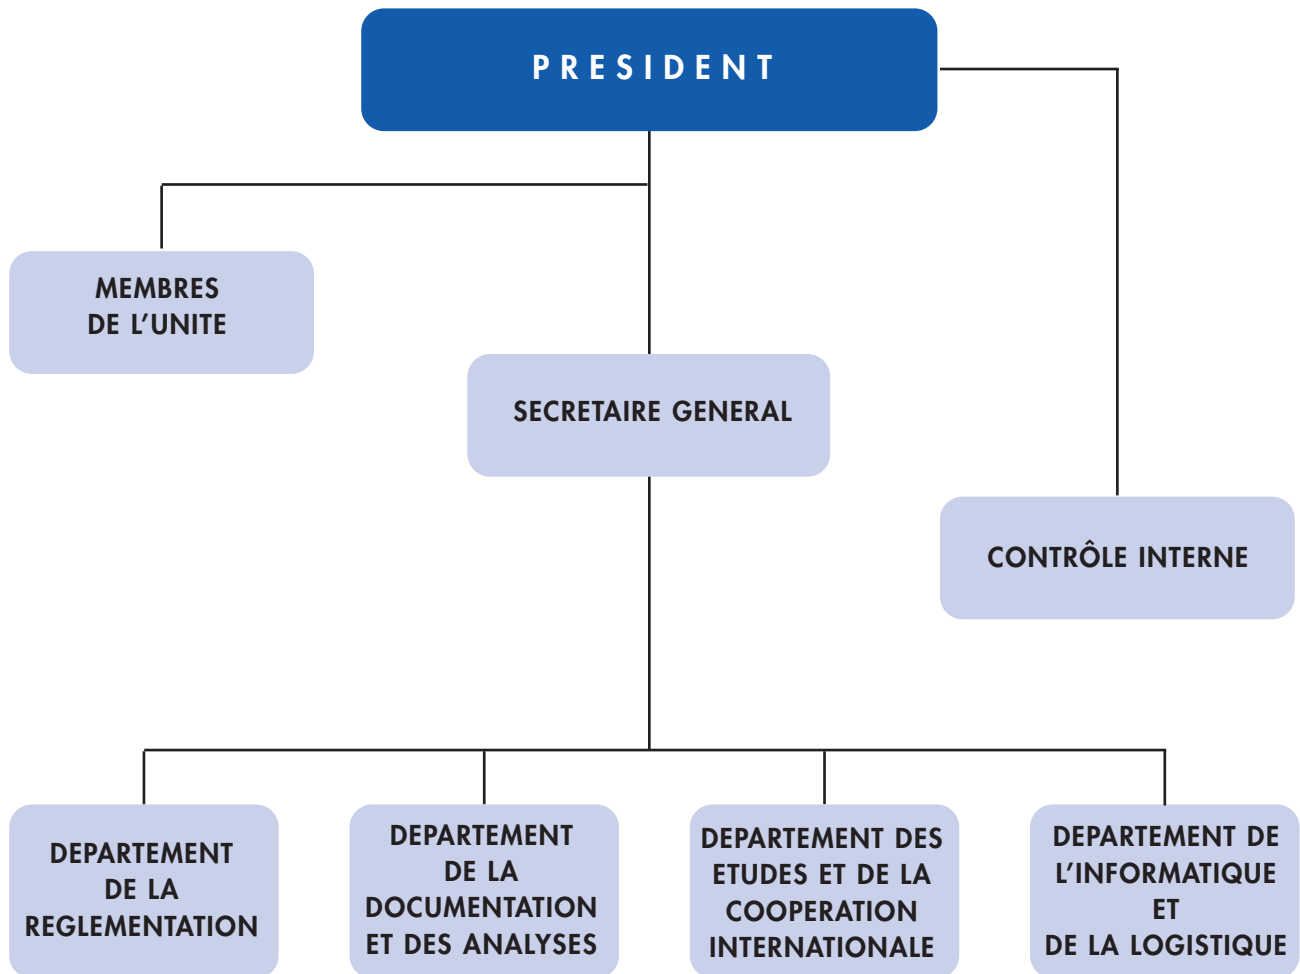 PRESIDENT
MEMBRES
DE L'UNITE
SECRETAIRE GENERAL
CONTRÔLE INTERNE
DEPARTEMENT
DE LA
REGLEMENTATION
DEPARTEMENT
DE LA
DOCUMENTATION
ET DES ANALYSES
DEPARTEMENT DES
ETUDES ET DE LA
COOPERATION
INTERNATIONALE
DEPARTEMENT DE
L'INFORMATIQUE
ET
DE LA LOGISTIQUE